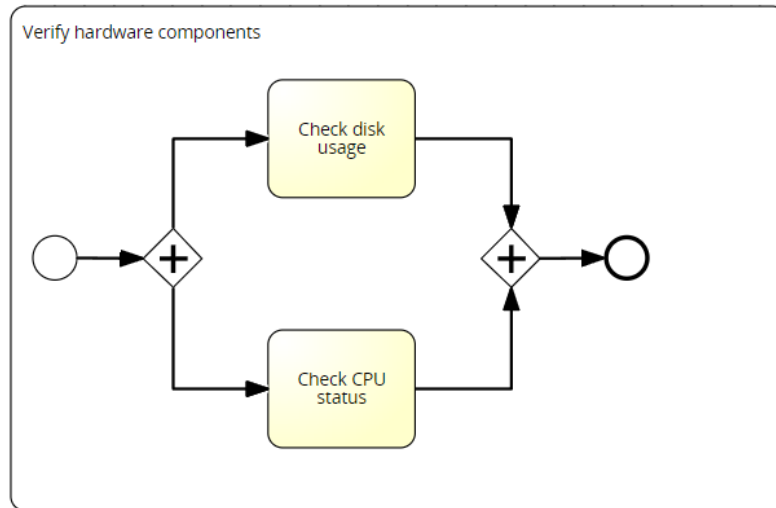 Verify hardware components
Check disk
usage
Check CPU
status